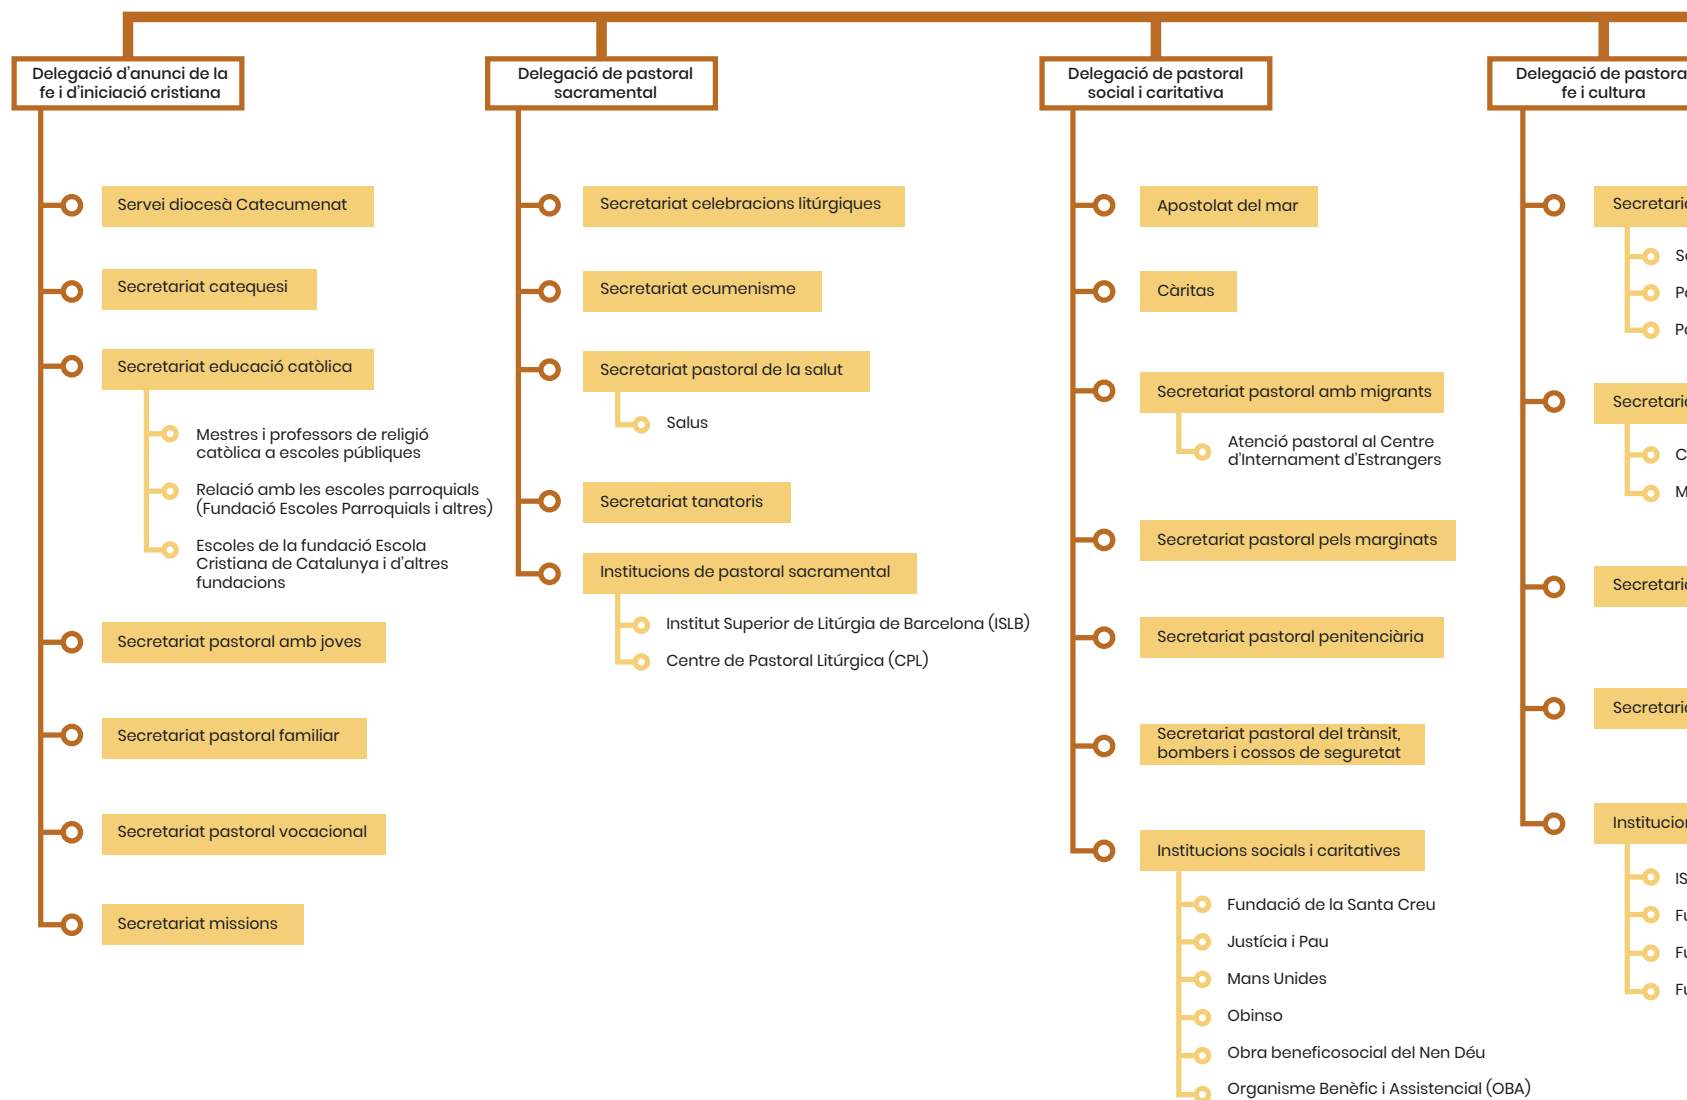 Delegació d'anunci de la
fe i d'iniciació cristiana
Servei diocesà Catecumenat
Secretariat catequesi
Secretariat educació catòlica
Mestres i professors de religió
catòlica a escoles públiques
Relació amb les escoles parroquials
(Fundació Escoles Parroquials i altres)
Escoles de la fundació Escola
Cristiana de Catalunya i d'altres
fundacions
Secretariat pastoral amb joves
Secretariat pastoral familiar
Secretariat pastoral vocacional
Secretariat missions
Delegació de pastoral
sacramental
Secretariat celebracions litúrgiques
Secretariat ecumenisme
Secretariat pastoral de la salut
Salus
Secretariat tanatoris
Institucions de pastoral sacramental
Institut Superior de Litúrgia de Barcelona (ISLB)
Centre de Pastoral Litúrgica (CPL)
Delegació de pastoral
social i caritativa
Apostolat del mar
Càritas
Secretariat pastoral amb migrants
Atenció pastoral al Centre
d'Internament d'Estrangers
Secretariat pastoral pels marginats
Secretariat pastoral penitenciària
Secretariat pastoral del trànsit,
bombers i cossos de seguretat
Institucions socials i caritatives
Fundació de la Santa Creu
Justícia i Pau
Mans Unides
Obinso
Obra beneficosocial del Nen Déu
Organisme Benèfic i Assistencial (OBA)
Delegació de pastora
fe i cultura